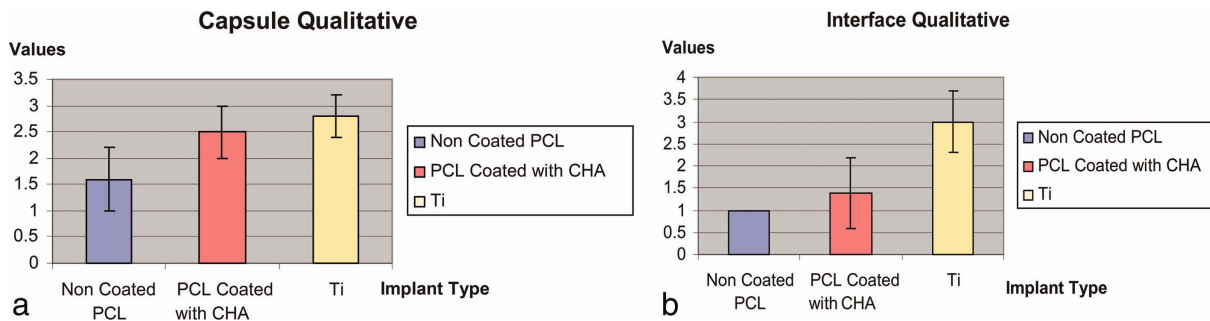 Capsule Qualitative
Values
3.5
3
2.5
2
1.5
1
0.5
0
Non Coated
PCL
PCL Coated
with CHA
Ti
Implant Type
Non Coated PCL
PCL Coated with CHA
Ti
a
Interface Qualitative
Values
4
3.5
3
2.5
2
1.5
1
0.5
0
Non Coated
PCL
PCL Coated
with CHA
Ti
Implant Type
Non Coated PCL
PCL Coated with CHA
Ti
b